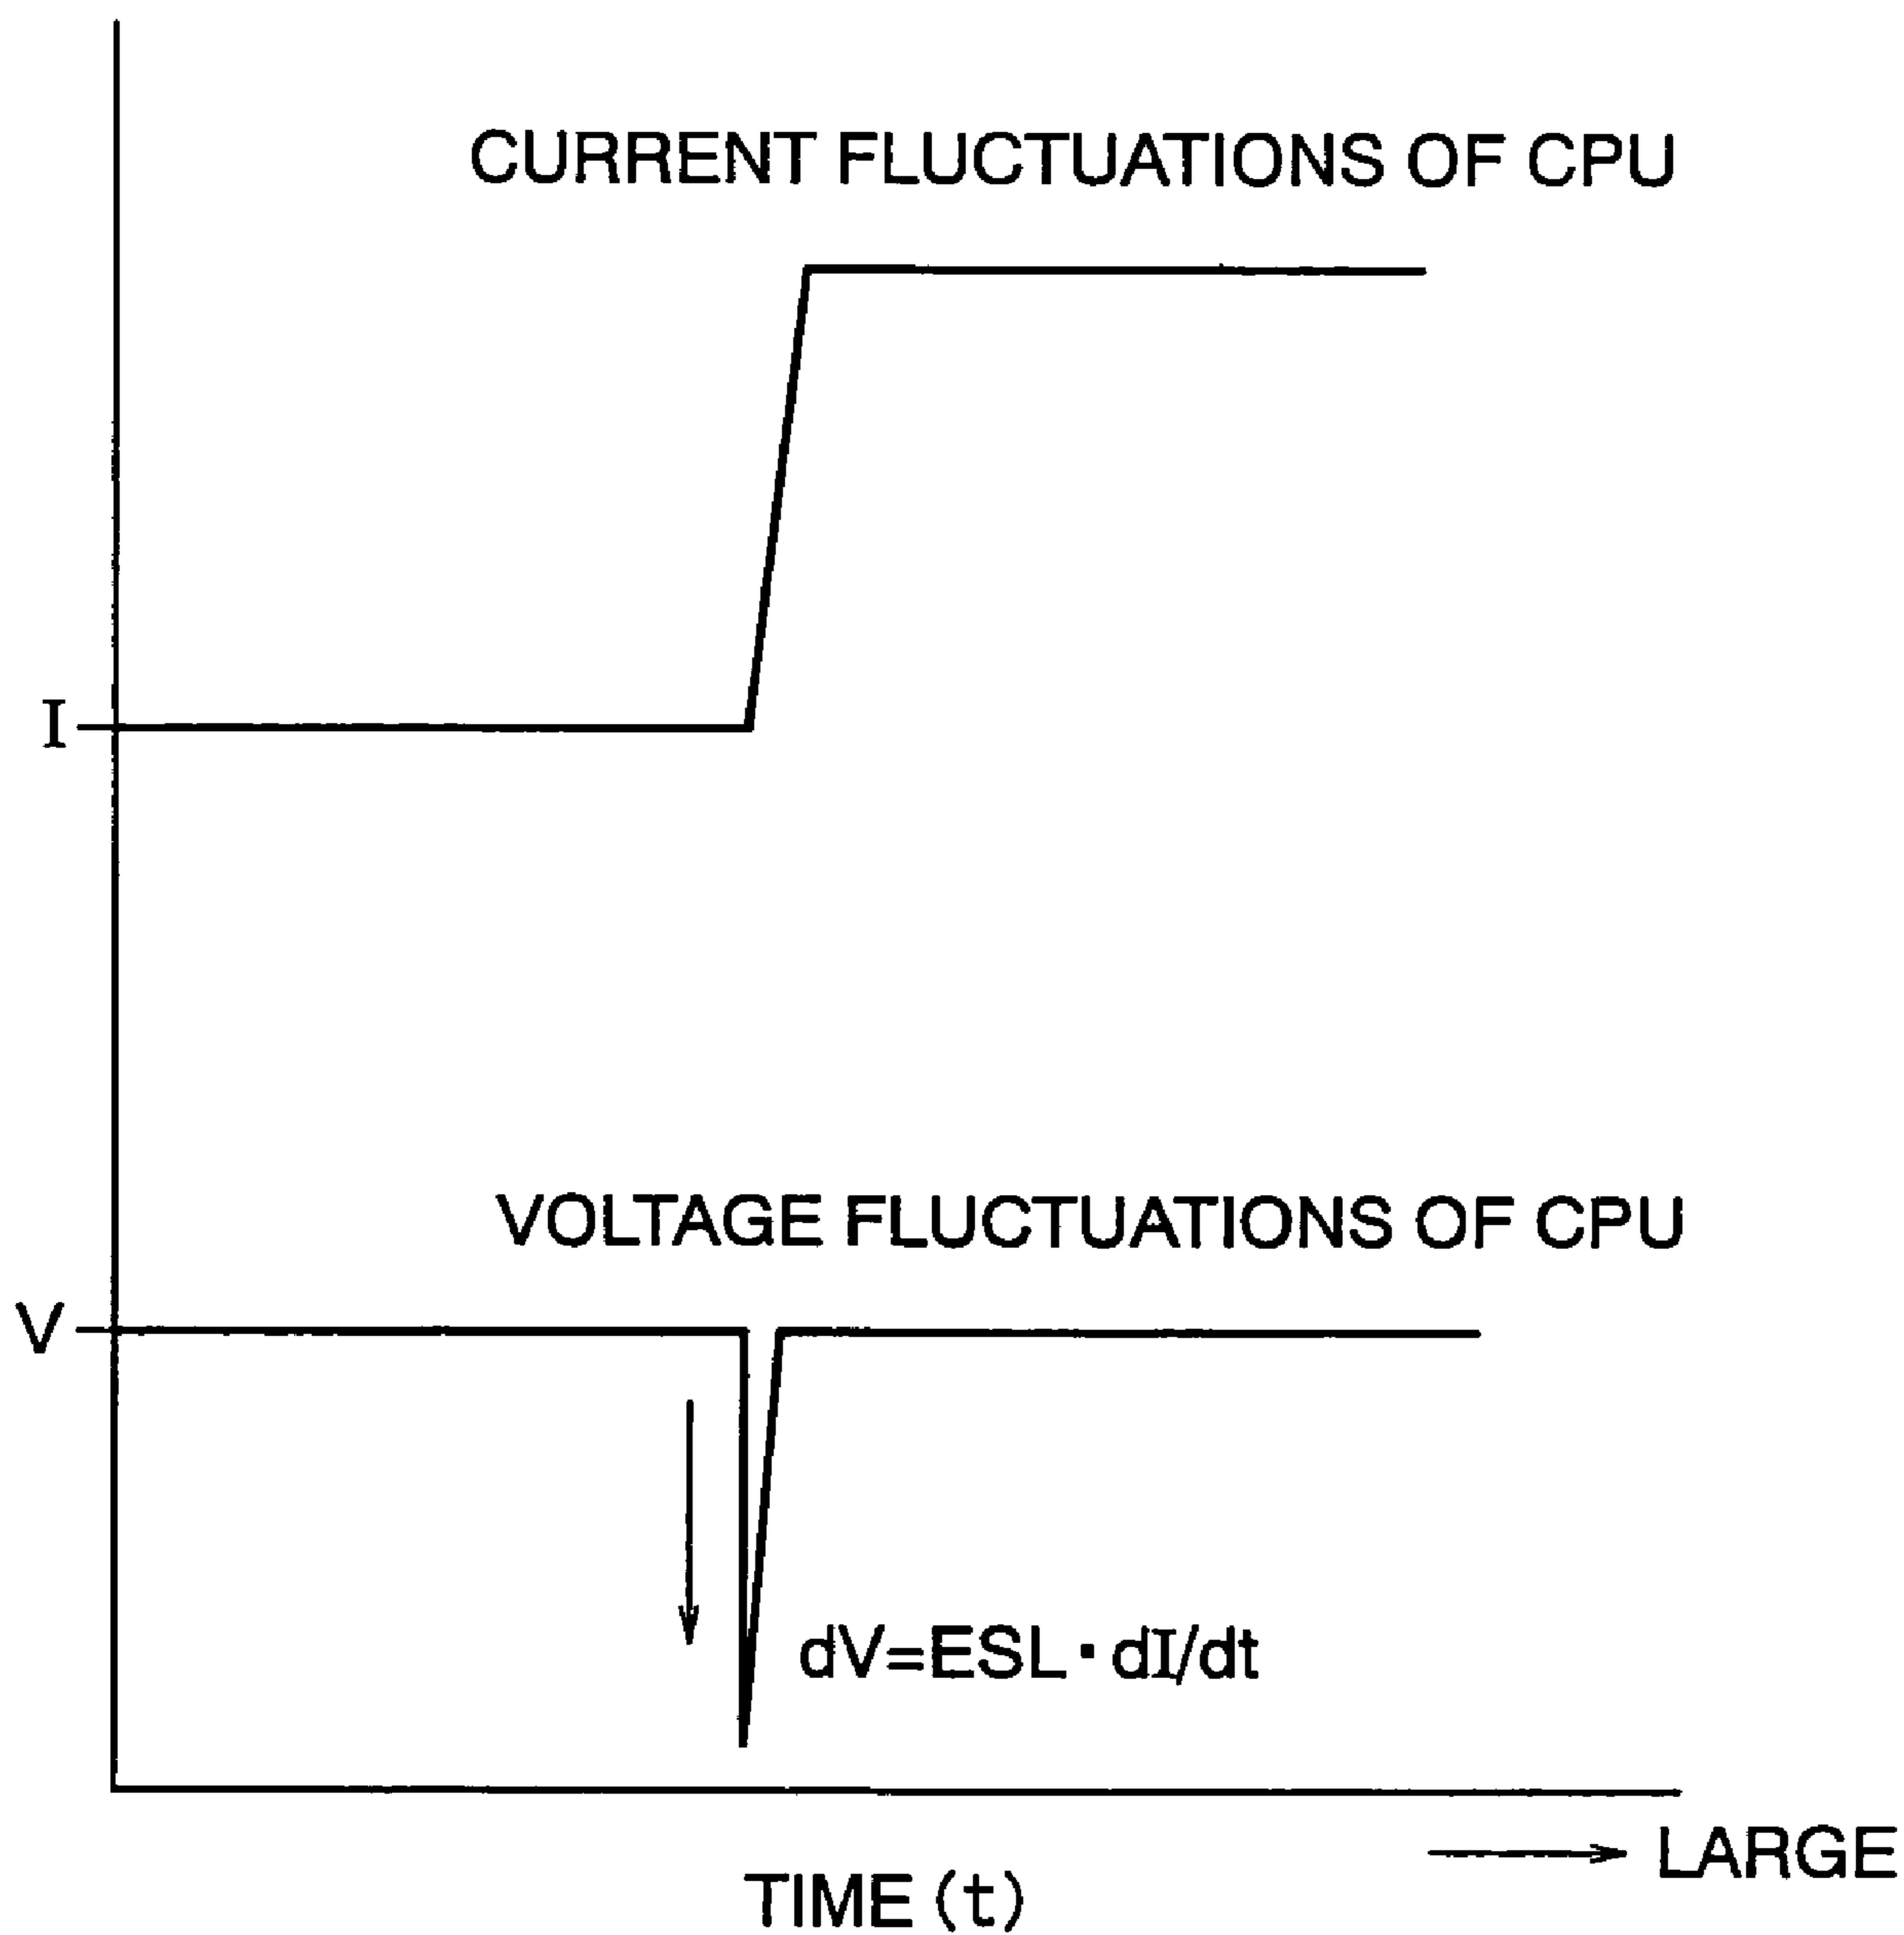 CURRENT FLUCTUATIONS OF CPU
I
VOLTAGE FLUCTUATIONS OF CPU
V
dV=ESL・dI/dt
LARGE
TIME (t)